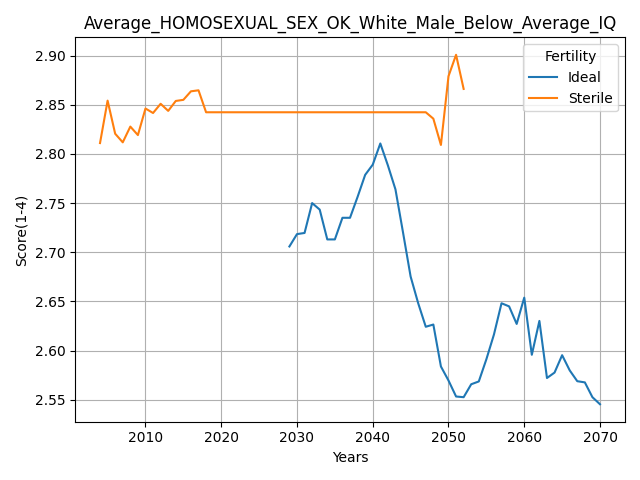 Average_HOMOSEXUAL_SEX_OK_White_Male_Below_Average_IQ
Fertility
Ideal
Sterile
2.90
2.85
2.80
2.75
2.70
2.65
2.60
2.55
Score(1-4)
2010 2020 2030 2040 2050 2060 2070
Years